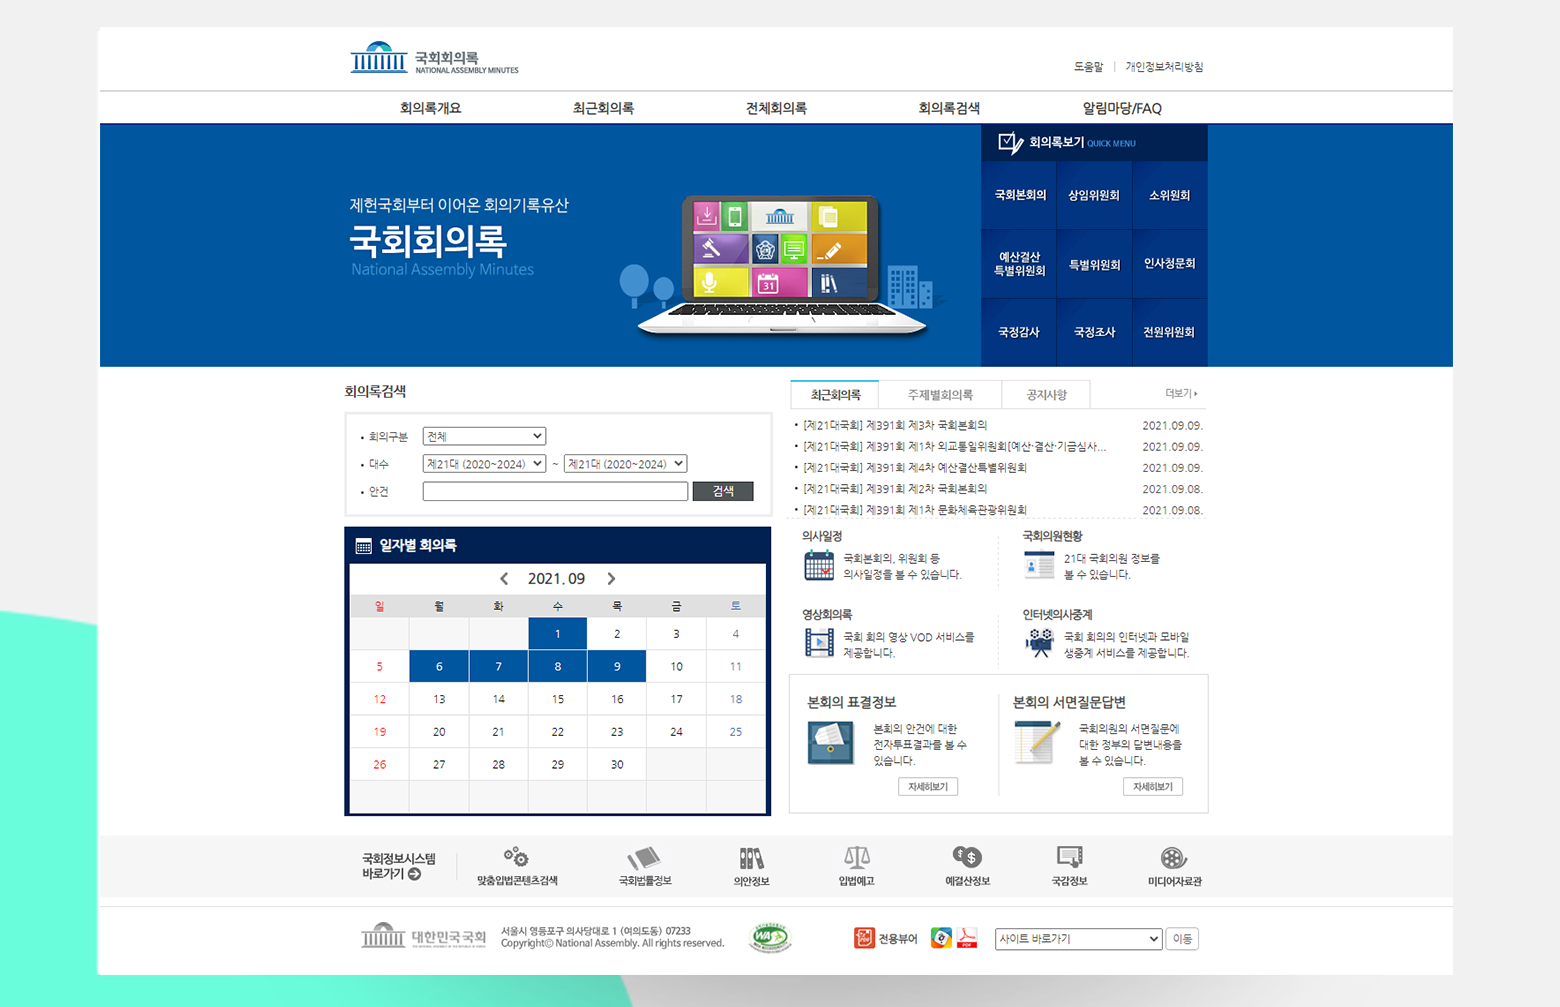 국회회의록
NATIONAL ASSEMBLY MINUTES
도움말 개인정보처리방침
회의록개요 최근회의록 전체회의록 회의록검색 알림마당/FAQ
제헌국회부터 이어온 회의기록유산
국회회의록
National Assembly Minutes
31
회의록보기 QUICK MENU
국회본회의 상임위원회 소위원회
예산결산
특별위원회 특별위원회 인사청문회
국정감사 국정조사 전원위원회
회의록검색
회의구분 전체
대수 제21대 (2020~2024) ~ 제21대 (2020~2024)
안건 검색
최근회의록 주제별회의록 공지사항 더보기
[제21대국회] 제391회 제3차 국회본회의 2021.09.09.
[제21대국회] 제391회 제1차 외교통일위원회[예산·결산·기금심사... 2021.09.09.
[제21대국회] 제391회 제4차 예산결산특별위원회 2021.09.09.
[제21대국회] 제391회 제2차 국회본회의 2021.09.08.
[제21대국회] 제391회 제1차 문화체육관광위원회 2021.09.08.
일자별 회의록
2021.09
일 월 화 수 목 금 토
1 2 3 4
5 6 7 8 9 10 11
12 13 14 15 16 17 18
19 20 21 22 23 24 25
26 27 28 29 30
의사일정
국회본회의, 위원회 등
의사일정을 볼 수 있습니다.
국회의원현황
21대 국회의원 정보를
볼 수 있습니다.
영상회의록
국회 회의 영상 VOD 서비스를
제공합니다.
인터넷의사중계
국회 회의의 인터넷과 모바일
생중계 서비스를 제공합니다.
본회의 표결정보
본회의 안건에 대한
전자투표결과를 볼 수
있습니다.
자세히보기
본회의 서면질문답변
국회의원의 서면질문에
대한 정부의 답변내용을
볼 수 있습니다.
자세히보기
국회정보시스템
바로가기
맞춤입법콘텐츠검색 국회법률정보 의안정보 입법예고 예결산정보 국감정보 미디어자료관
대한민국국회
서울시 영등포구 의사당대로 1 (여의도동) 07233
Copyright© National Assembly. All rights reserved.
WA
전용뷰어
PDF
사이트 바로가기 이동